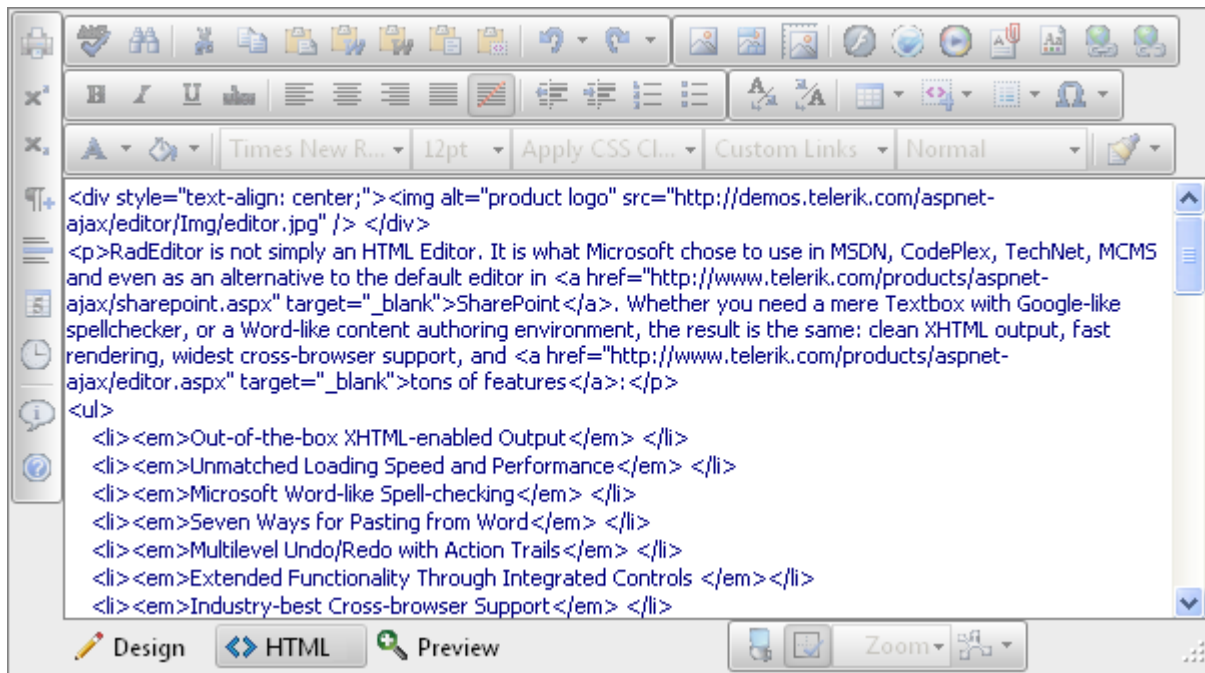 Times New R... 12pt Apply CSS Cl... Custom Links Normal
<div style="text-align: center;"><img alt="product logo" src="http://demos.telerik.com/aspnet-
ajax/editor/Img/editor.jpg" /> </div>
<p>RadEditor is not simply an HTML Editor. It is what Microsoft chose to use in MSDN, CodePlex, TechNet, MCMS
and even as an alternative to the default editor in <a href="http://www.telerik.com/products/aspnet-
ajax/sharepoint.aspx" target="_blank">SharePoint</a>. Whether you need a mere Textbox with Google-like
spellchecker, or a Word-like content authoring environment, the result is the same: clean XHTML output, fast
rendering, widest cross-browser support, and <a href="http://www.telerik.com/products/aspnet-
ajax/editor.aspx" target="_blank">tons of features</a>:</p>
<ul>
<li><em>Out-of-the-box XHTML-enabled Output</em> </li>
<li><em>Unmatched Loading Speed and Performance</em> </li>
<li><em>Microsoft Word-like Spell-checking</em> </li>
<li><em>Seven Ways for Pasting from Word</em> </li>
<li><em>Multilevel Undo/Redo with Action Trails</em> </li>
<li><em>Extended Functionality Through Integrated Controls </em></li>
<li><em>Industry-best Cross-browser Support</em> </li>
Design HTML Preview Zoom